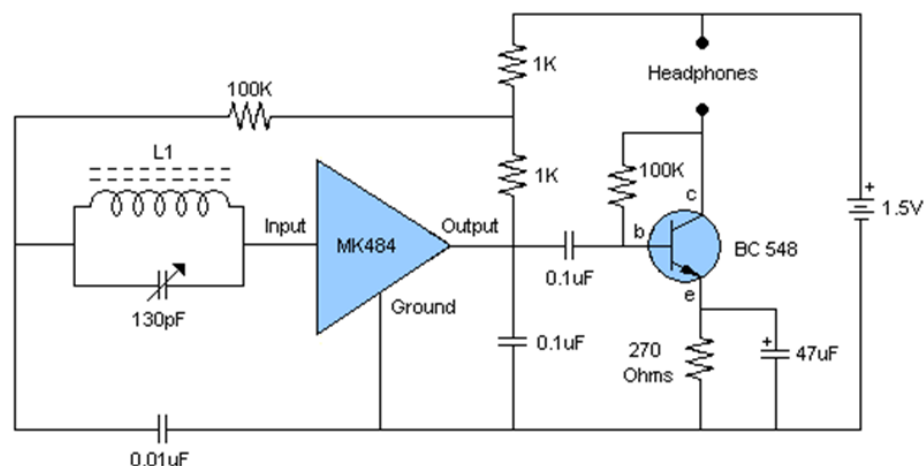 1K
Headphones
100K
L1
1K
100K
c
+
1.5V
Input
MK484
Output
b
BC 548
0.1uF
e
130pF
Ground
0.1uF
270
Ohms
+
47uF
0.01uF